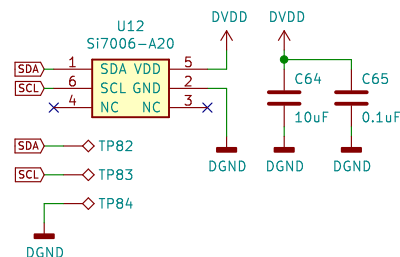 U12
Si7006-A20
DVDD
DVDD
SDA 1 SDA VDD 5
SCL 6 SCL GND 2
4 NC NC 3
C64
10uF
C65
0.1uF
DGND
DGND
DGND
SDA TP82
SCL TP83
TP84
DGND